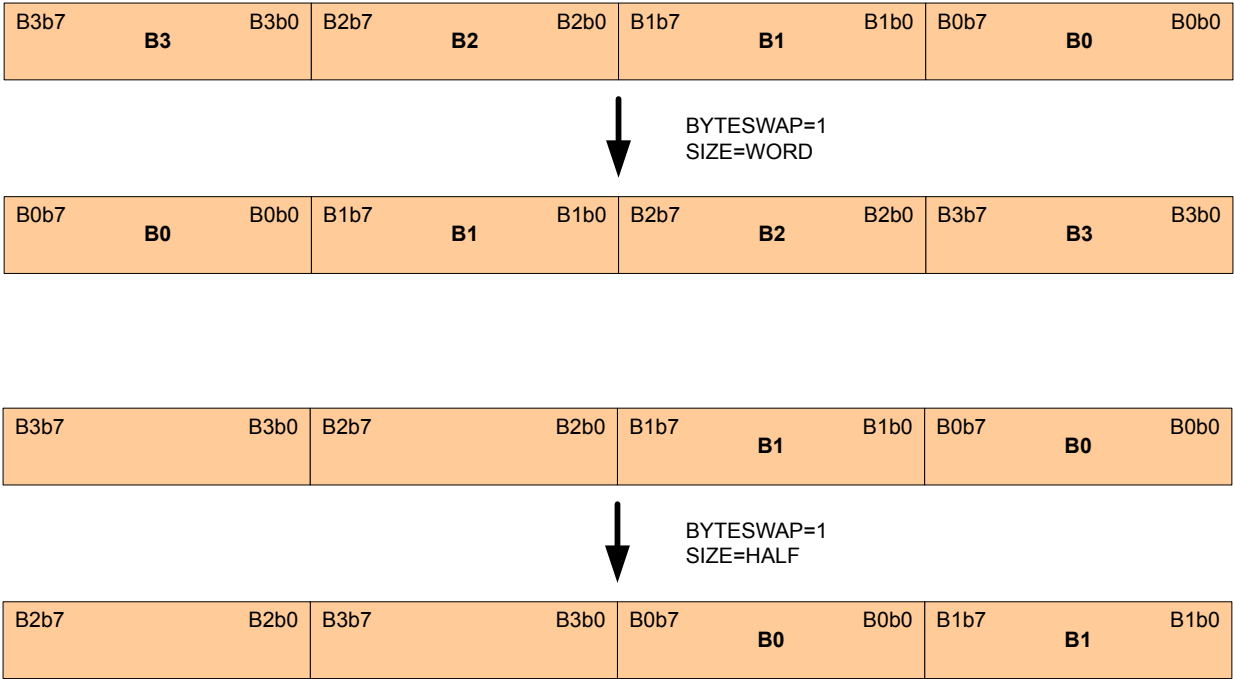 B3b7 B3b0 B2b7 B2b0 B1b7 B1b0 B0b7 B0b0
B3 B2 B1 B0
BYTESWAP=1
SIZE=WORD
B0b7 B0b0 B1b7 B1b0 B2b7 B2b0 B3b7 B3b0
B0 B1 B2 B3
B3b7 B3b0 B2b7 B2b0 B1b7 B1b0 B0b7 B0b0
B1 B0
BYTESWAP=1
SIZE=HALF
B2b7 B2b0 B3b7 B3b0 B0b7 B0b0 B1b7 B1b0
B0 B1